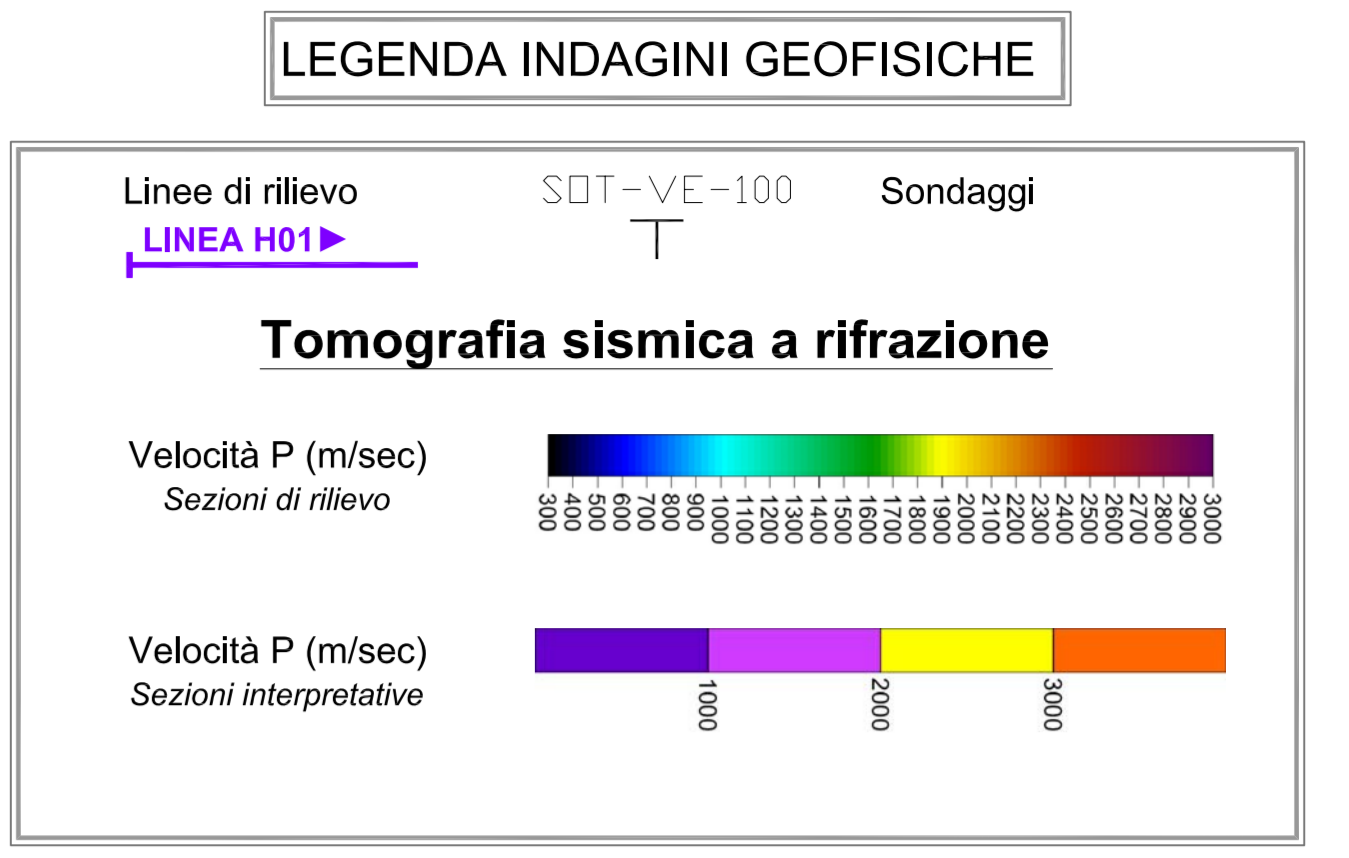 LEGENDA INDAGINI GEOFISICHE
Linee di rilievo
LINEA H01
SOT-VE-100
Sondaggi
Tomografia sismica a rifrazione
Velocità P (m/sec)
Sezioni di rilievo
300 400 500 600 700 800 900 1000 1100 1200 1300 1400 1500 1600 1700 1800 1900 2000 2100 2200 2300 2400 2500 2600 2700 2800 2900 3000
Velocità P (m/sec)
Sezioni interpretative
1000 2000 3000